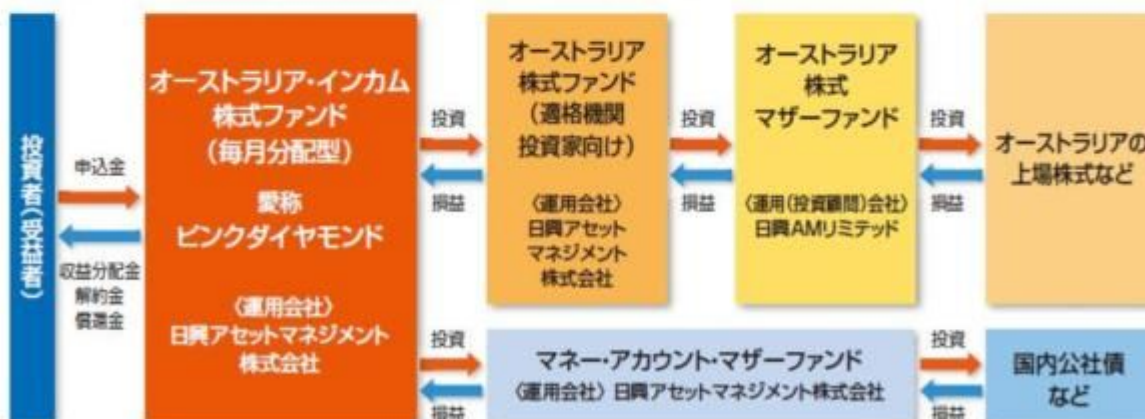 投資者(受益者)
申込金
収益分配金
解約金
償還金
オーストラリア・インカム
株式ファンド
(毎月分配型)
愛称
ピンクダイヤモンド
〈運用会社〉
日興アセットマネジメント
株式会社
投資
損益
オーストラリア
株式ファンド
(適格機関
投資家向け)
〈運用会社〉
日興アセット
マネジメント
株式会社
投資
損益
オーストラリア
株式
マザーファンド
〈運用(投資顧問)会社〉
日興AMリミテッド
投資
損益
オーストラリアの
上場株式など
投資
損益
マネー・アカウント・マザーファンド
〈運用会社〉日興アセットマネジメント株式会社
投資
損益
国内公社債
など